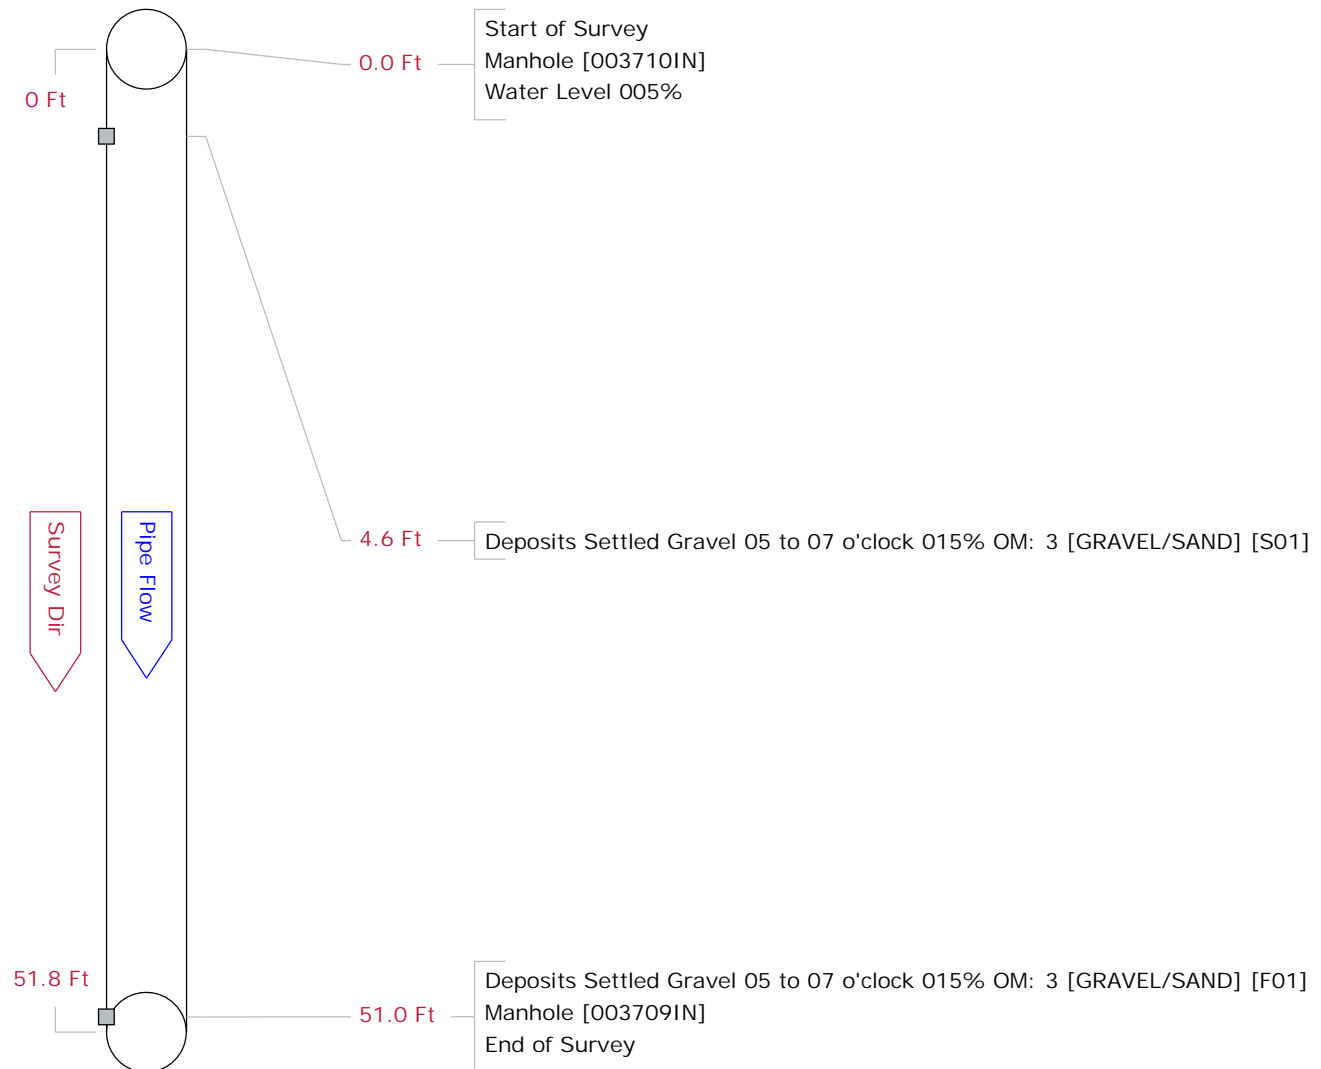 Start of Survey
0.0 Ft
Manhole [003710IN]
Water Level 005%
0 Ft
Survey Dir
Pipe Flow
4.6 Ft
Deposits Settled Gravel 05 to 07 o'clock 015% OM: 3 [GRAVEL/SAND] [S01]
51.8 Ft
Deposits Settled Gravel 05 to 07 o'clock 015% OM: 3 [GRAVEL/SAND] [F01]
51.0 Ft
Manhole [003709IN]
End of Survey